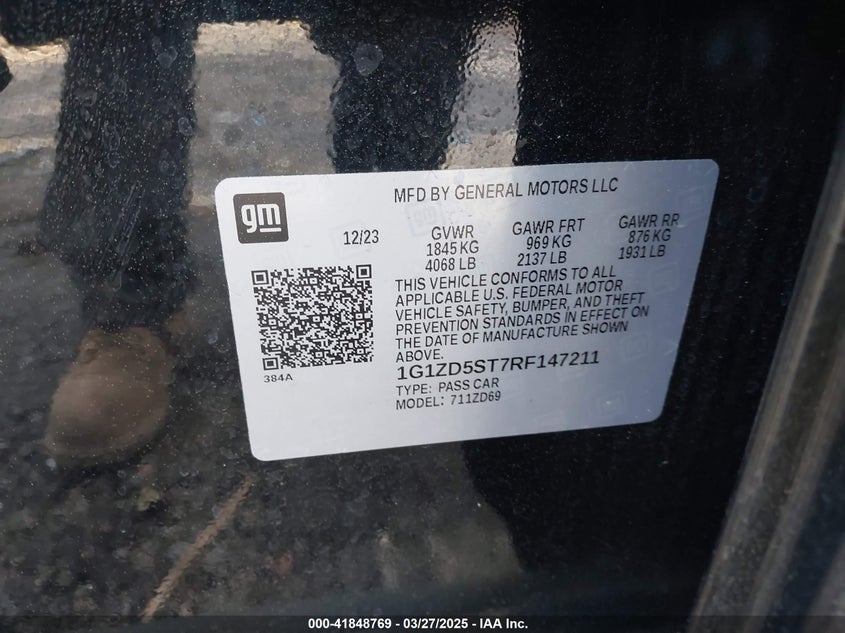 gm
MFD BY GENERAL MOTORS LLC
12/23
GVWR
1845 KG
4068 LB
GAWR FRT
969 KG
2137 LB
GAWR RR
876 KG
1931 LB
THIS VEHICLE CONFORMS TO ALL
APPLICABLE U.S. FEDERAL MOTOR
VEHICLE SAFETY, BUMPER, AND THEFT
PREVENTION STANDARDS IN EFFECT ON
THE DATE OF MANUFACTURE SHOWN
ABOVE.
384A
1G1ZD5ST7RF147211
TYPE: PASS CAR
MODEL: 711ZD69
000-41848769 — 03/27/2025 - IAA Inc.